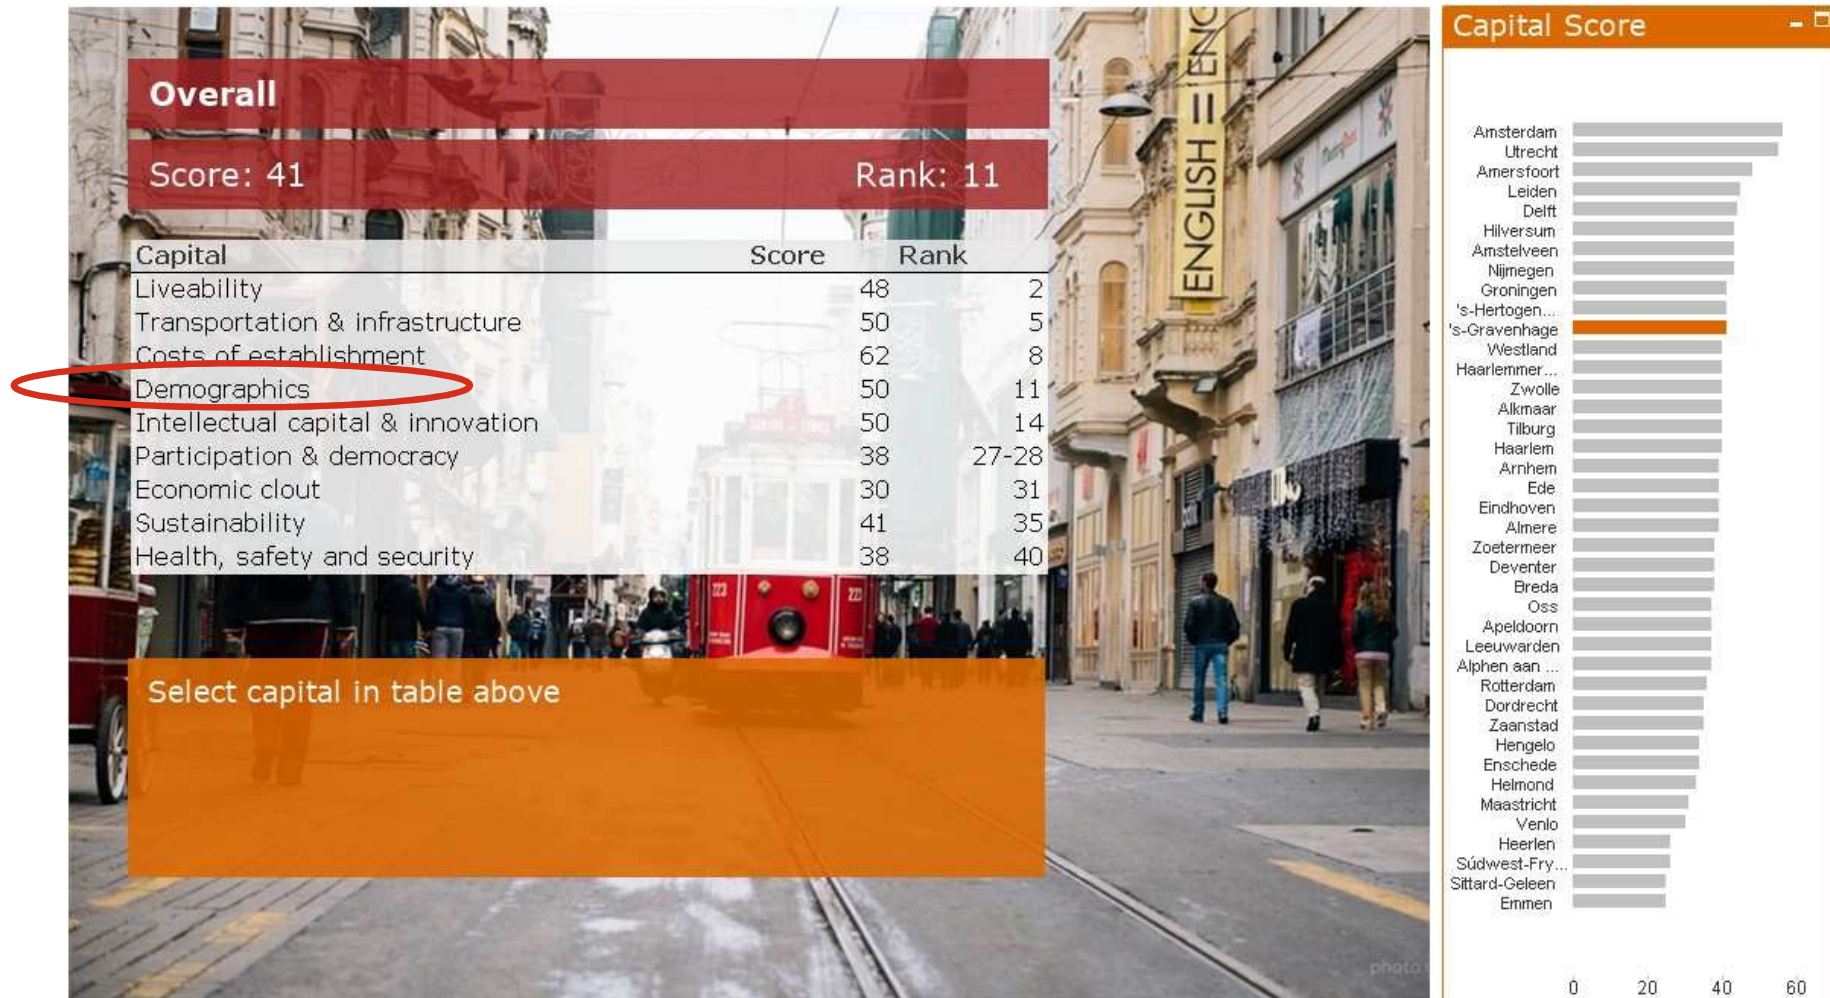 Overall
Score: 41 Rank: 11
Capital Score Rank
Liveability 48 2
Transportation & infrastructure 50 5
Costs of establishment 62 8
Demographics 50 11
Intellectual capital & innovation 50 14
Participation & democracy 38 27-28
Economic clout 30 31
Sustainability 41 35
Health, safety and security 38 40
Select capital in table above
ENGLISH = ENG
223
photo
Capital Score
Amsterdam
Utrecht
Amersfoort
Leiden
Delft
Hilversum
Amstelveen
Nijmegen
Groningen
's-Hertogen...
's-Gravenhage
Westland
Haarlemmer...
Zwolle
Alkmaar
Tilburg
Haarlem
Arnhem
Ede
Eindhoven
Almere
Zoetermeer
Deventer
Breda
Oss
Apeldoorn
Leeuwarden
Alphen aan ...
Rotterdam
Dordrecht
Zaanstad
Hengelo
Enschede
Helmond
Maastricht
Venlo
Heerlen
Súdwest-Fry...
Sittard-Geleen
Emmen
0 20 40 60